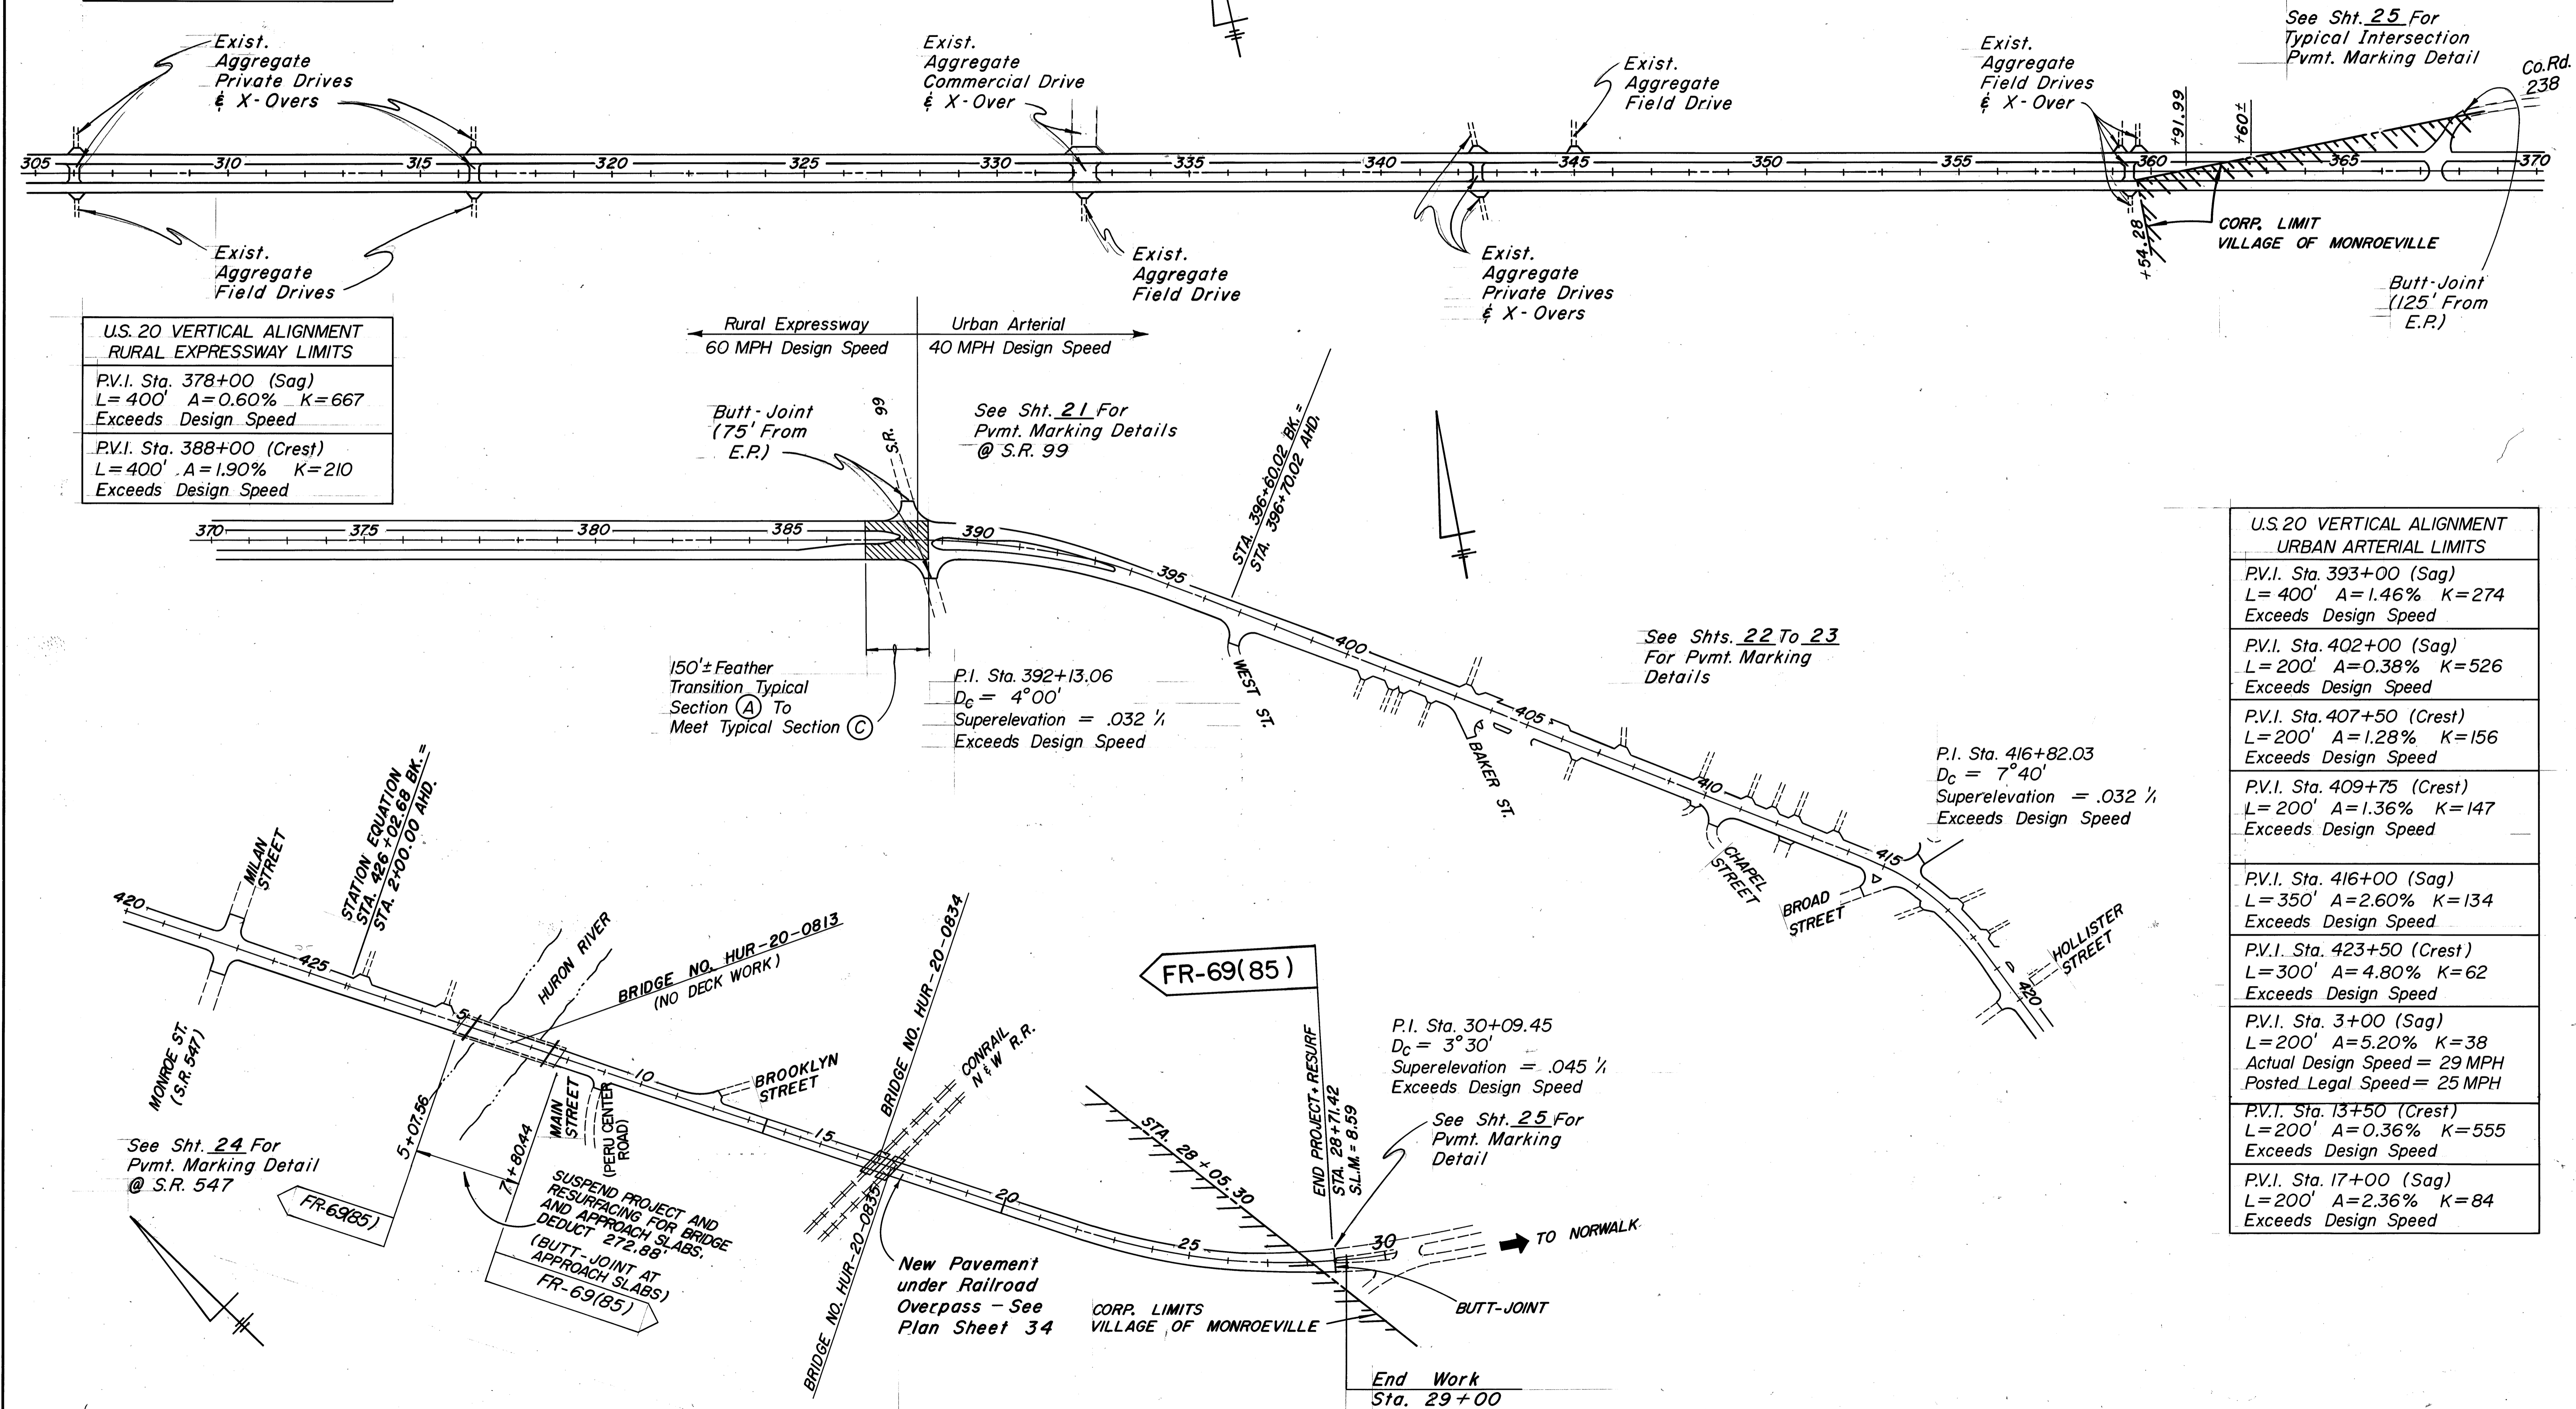 See Sht. 25 For
Typical Intersection
Pvmt. Marking Detail
Exist.
Aggregate
Private Drives
& X-Overs
Exist.
Aggregate
Commercial Drive
& X-Over
Exist.
Aggregate
Field Drive
Exist.
Aggregate
Field Drives
& X-Over
+91.99
+60±
Co.Rd.
238
305 310 315 320 325 330 335 340 345 350 355 360 365 370
+54.28
CORP. LIMIT
VILLAGE OF MONROEVILLE
Exist.
Aggregate
Field Drives
Exist.
Aggregate
Field Drive
Exist.
Aggregate
Private Drives
& X-Overs
Butt-Joint
(125' From
E.P.)
U.S. 20 VERTICAL ALIGNMENT
RURAL EXPRESSWAY LIMITS
P.V.I. Sta. 378+00 (Sag)
L=400' A=0.60% K=667
Exceeds Design Speed
P.V.I. Sta. 388+00 (Crest)
L=400' A=1.90% K=210
Exceeds Design Speed
Rural Expressway
60 MPH Design Speed
Urban Arterial
40 MPH Design Speed
Butt-Joint
(75' From
E.P.)
S.R. 99
See Sht. 21 For
Pvmt. Marking Details
@ S.R. 99
STA. 396+60.02 BK. =
STA. 396+70.02 AHD.
370 375 380 385 390 395 400 405 410 415 420
150'± Feather
Transition Typical
Section A To
Meet Typical Section C
P.I. Sta. 392+13.06
Dc = 4°00'
Superelevation = .032 1/1
Exceeds Design Speed
WEST ST.
See Shts. 22 To 23
For Pvmt. Marking
Details
BAKER ST.
CHAPEL
STREET
BROAD
STREET
P.I. Sta. 416+82.03
Dc = 7°40'
Superelevation = .032 1/1
Exceeds Design Speed
HOLLISTER
STREET
U.S. 20 VERTICAL ALIGNMENT
URBAN ARTERIAL LIMITS
P.V.I. Sta. 393+00 (Sag)
L=400' A=1.46% K=274
Exceeds Design Speed
P.V.I. Sta. 402+00 (Sag)
L=200' A=0.38% K=526
Exceeds Design Speed
P.V.I. Sta. 407+50 (Crest)
L=200' A=1.28% K=156
Exceeds Design Speed
P.V.I. Sta. 409+75 (Crest)
L=200' A=1.36% K=147
Exceeds Design Speed
P.V.I. Sta. 416+00 (Sag)
L=350' A=2.60% K=134
Exceeds Design Speed
P.V.I. Sta. 423+50 (Crest)
L=300' A=4.80% K=62
Exceeds Design Speed
P.V.I. Sta. 3+00 (Sag)
L=200' A=5.20% K=38
Actual Design Speed = 29 MPH
Posted Legal Speed = 25 MPH
P.V.I. Sta. 13+50 (Crest)
L=200' A=0.36% K=555
Exceeds Design Speed
P.V.I. Sta. 17+00 (Sag)
L=200' A=2.36% K=84
Exceeds Design Speed
MILAN
STREET
STATION EQUATION
STA. 426+02.68 BK. =
STA. 2+00.00 AHD.
420 425 5 10 15 20 25 30
MONROE ST.
(S.R. 547)
HURON RIVER
BRIDGE NO. HUR-20-0813
(NO DECK WORK)
MAIN
STREET
(PERU CENTER
ROAD)
BROOKLYN
STREET
BRIDGE NO. HUR-20-0834
CONRAIL
N & W R.R.
BRIDGE NO. HUR-20-0835
See Sht. 24 For
Pvmt. Marking Detail
@ S.R. 547
5+07.56
7+80.44
FR-69(85)
SUSPEND PROJECT AND
RESURFACING FOR BRIDGE
AND APPROACH SLABS,
DEDUCT 272.88'
(BUTT-JOINT AT
APPROACH SLABS)
FR-69(85)
New Pavement
under Railroad
Overpass - See
Plan Sheet 34
FR-69(85)
END PROJECT + RESURF
STA. 28+71.42
S.L.M. = 8.59
STA. 28+05.30
P.I. Sta. 30+09.45
Dc = 3°30'
Superelevation = .045 1/1
Exceeds Design Speed
See Sht. 25 For
Pvmt. Marking
Detail
TO NORWALK
BUTT-JOINT
CORP. LIMITS
VILLAGE OF MONROEVILLE
End Work
Sta. 29+00